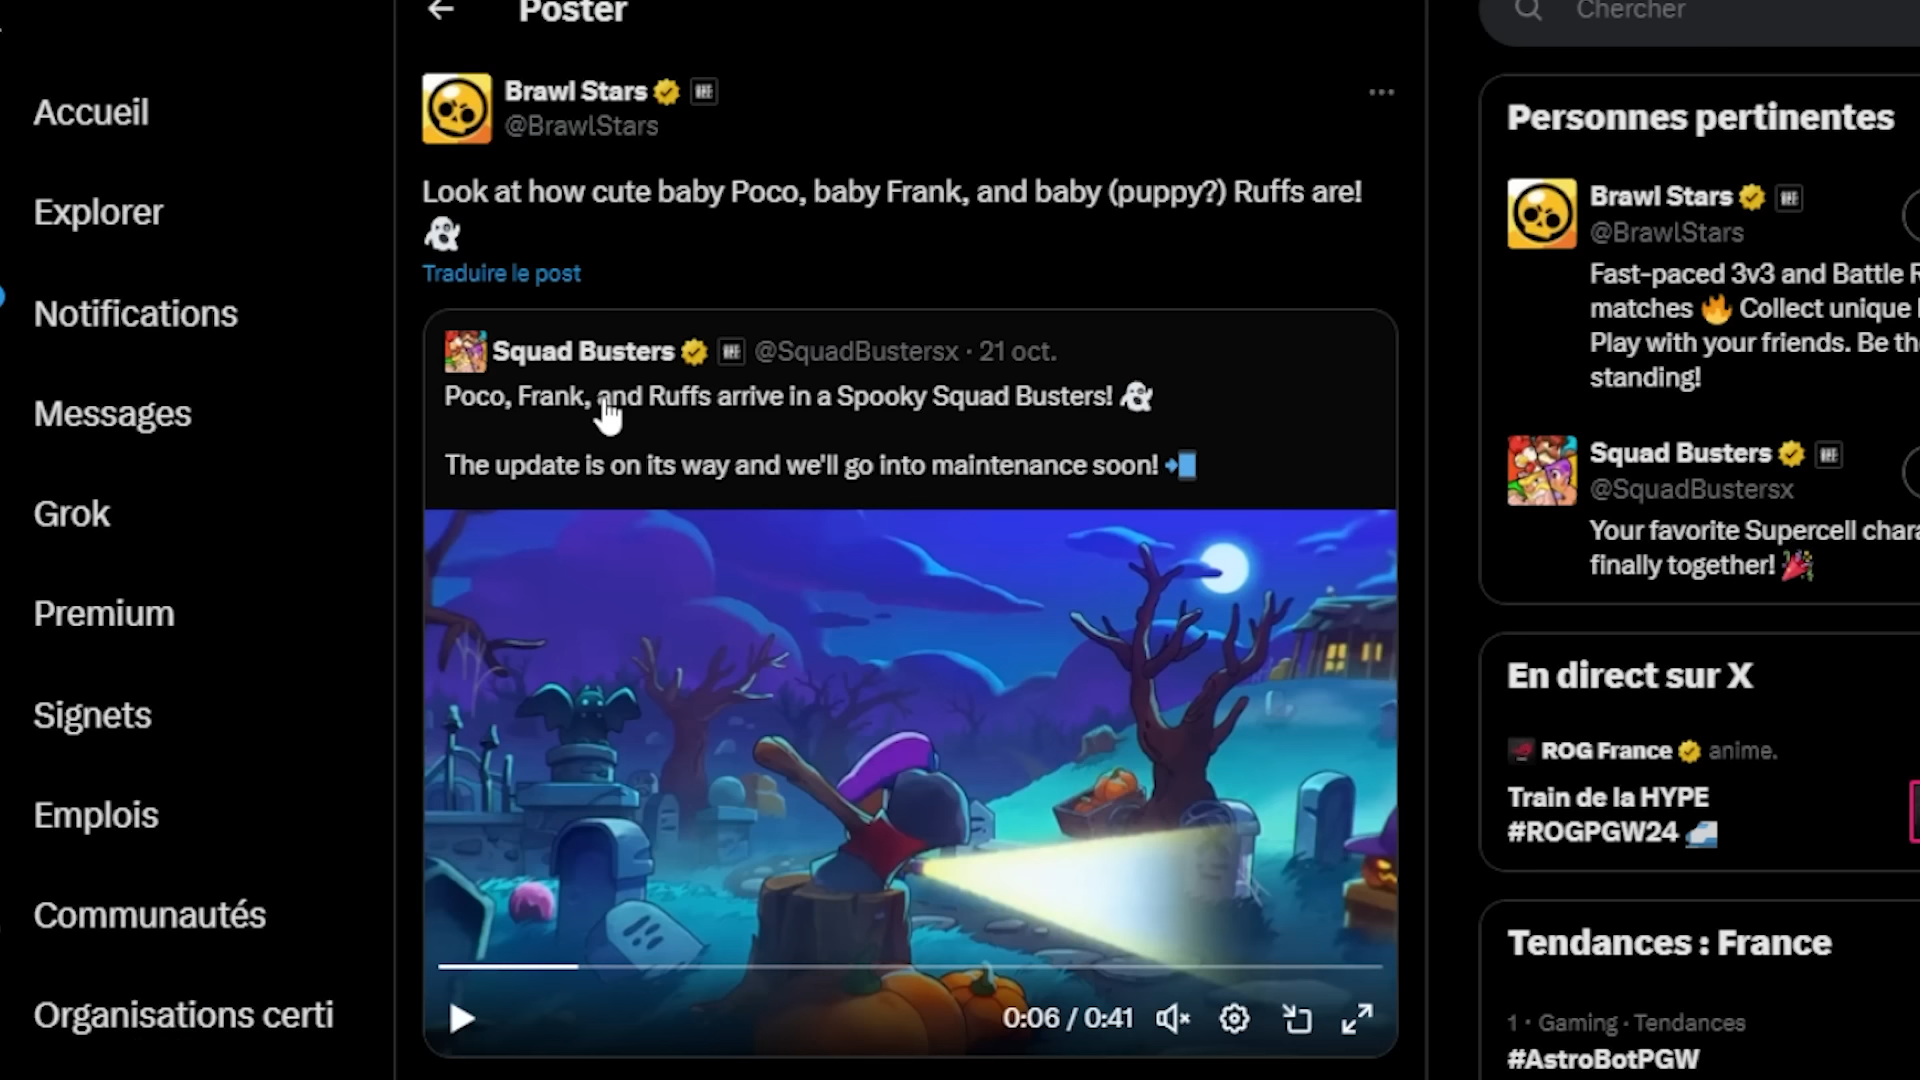 Poster
Chercher
Accueil
Explorer
Notifications
Messages
Grok
Premium
Signets
Emplois
Communautés
Organisations certi
Brawl Stars
@BrawlStars
Look at how cute baby Poco, baby Frank, and baby (puppy?) Ruffs are!
👻
Traduire le post
Squad Busters @SquadBustersx · 21 oct.
Poco, Frank, and Ruffs arrive in a Spooky Squad Busters! 👻
The update is on its way and we'll go into maintenance soon! 📲
0:06 / 0:41
Personnes pertinentes
Brawl Stars
@BrawlStars
Fast-paced 3v3 and Battle R
matches 🔥 Collect unique
Play with your friends. Be th
standing!
Squad Busters
@SquadBustersx
Your favorite Supercell chara
finally together! 🎉
En direct sur X
ROG France anime.
Train de la HYPE
#ROGPGW24 🚅
Tendances : France
1 · Gaming · Tendances
#AstroBotPGW